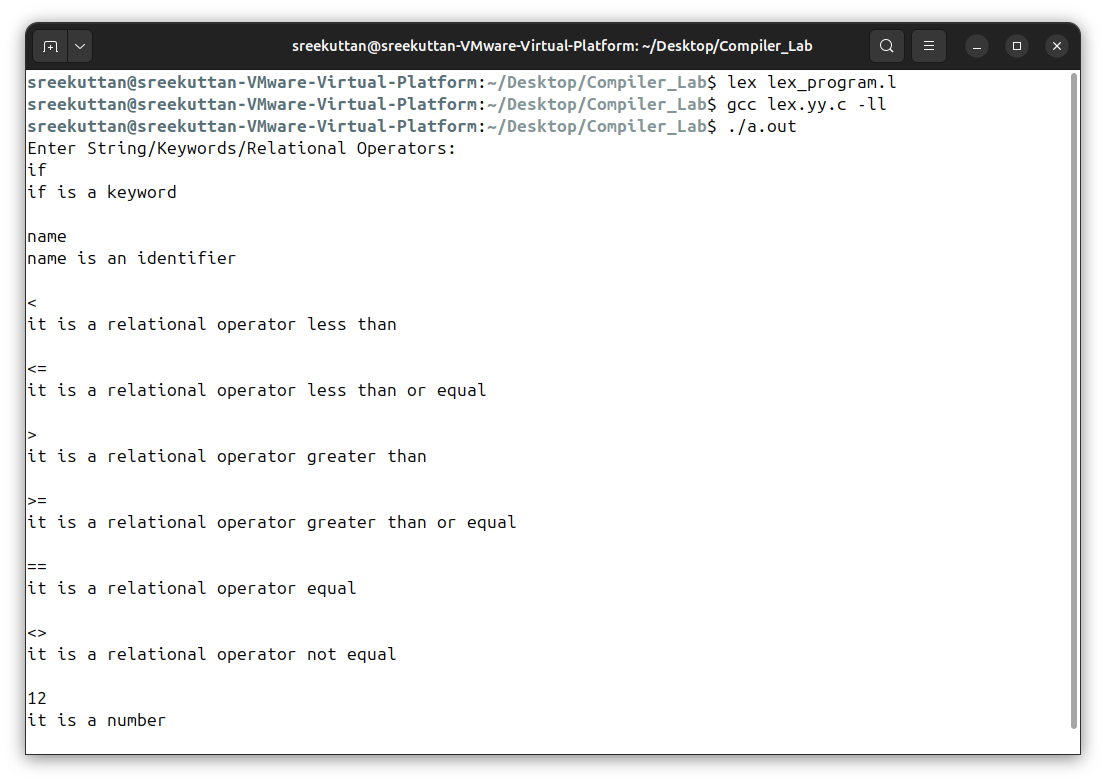 sreekuttan@sreekuttan-VMware-Virtual-Platform: ~/Desktop/Compiler_Lab
sreekuttan@sreekuttan-VMware-Virtual-Platform:~/Desktop/Compiler_Lab$ lex lex_program.l
sreekuttan@sreekuttan-VMware-Virtual-Platform:~/Desktop/Compiler_Lab$ gcc lex.yy.c -ll
sreekuttan@sreekuttan-VMware-Virtual-Platform:~/Desktop/Compiler_Lab$ ./a.out
Enter String/Keywords/Relational Operators:
if
if is a keyword
name
name is an identifier
<
it is a relational operator less than
<=
it is a relational operator less than or equal
>
it is a relational operator greater than
>=
it is a relational operator greater than or equal
==
it is a relational operator equal
<>
it is a relational operator not equal
12
it is a number